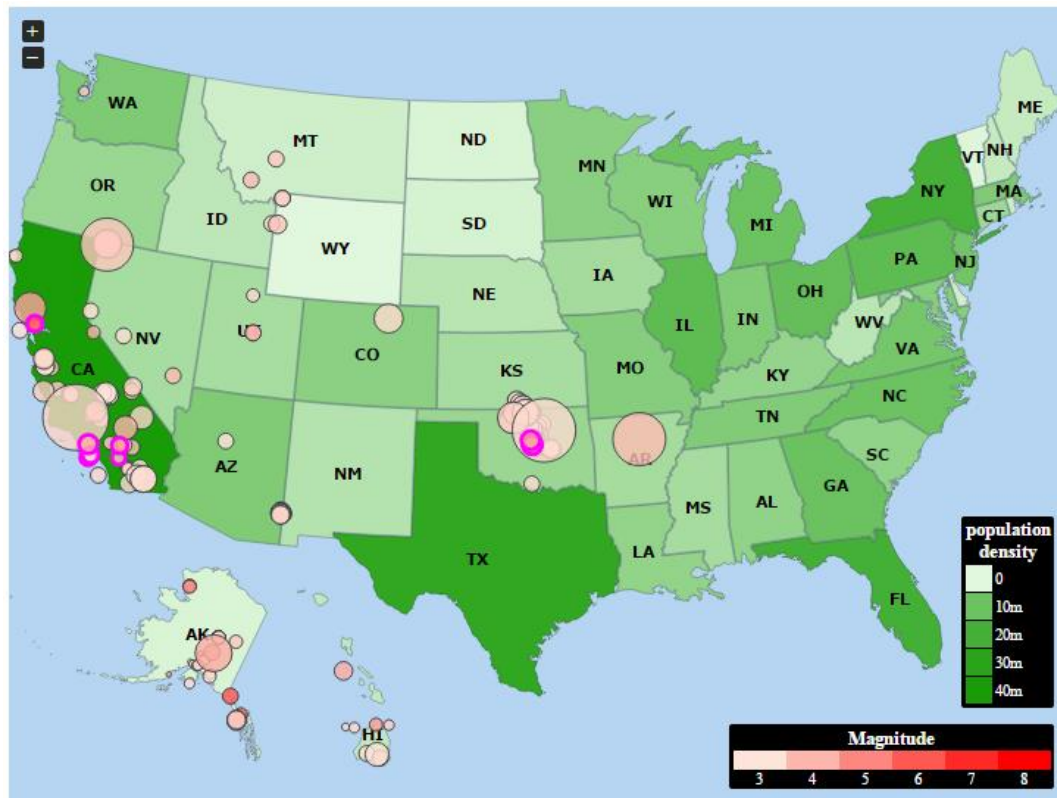 +
−
WA
MT
ND
MN
ME
VT
NH
OR
ID
SD
WI
NY
MA
MI
CT
WY
IA
PA
NJ
NE
OH
IL
IN
NV
CO
WV
CA
KS
MO
KY
VA
NC
TN
AZ
NM
AR
SC
MS
AL
GA
LA
TX
FL
AK
HI
population
density
0
10m
20m
30m
40m
Magnitude
3 4 5 6 7 8